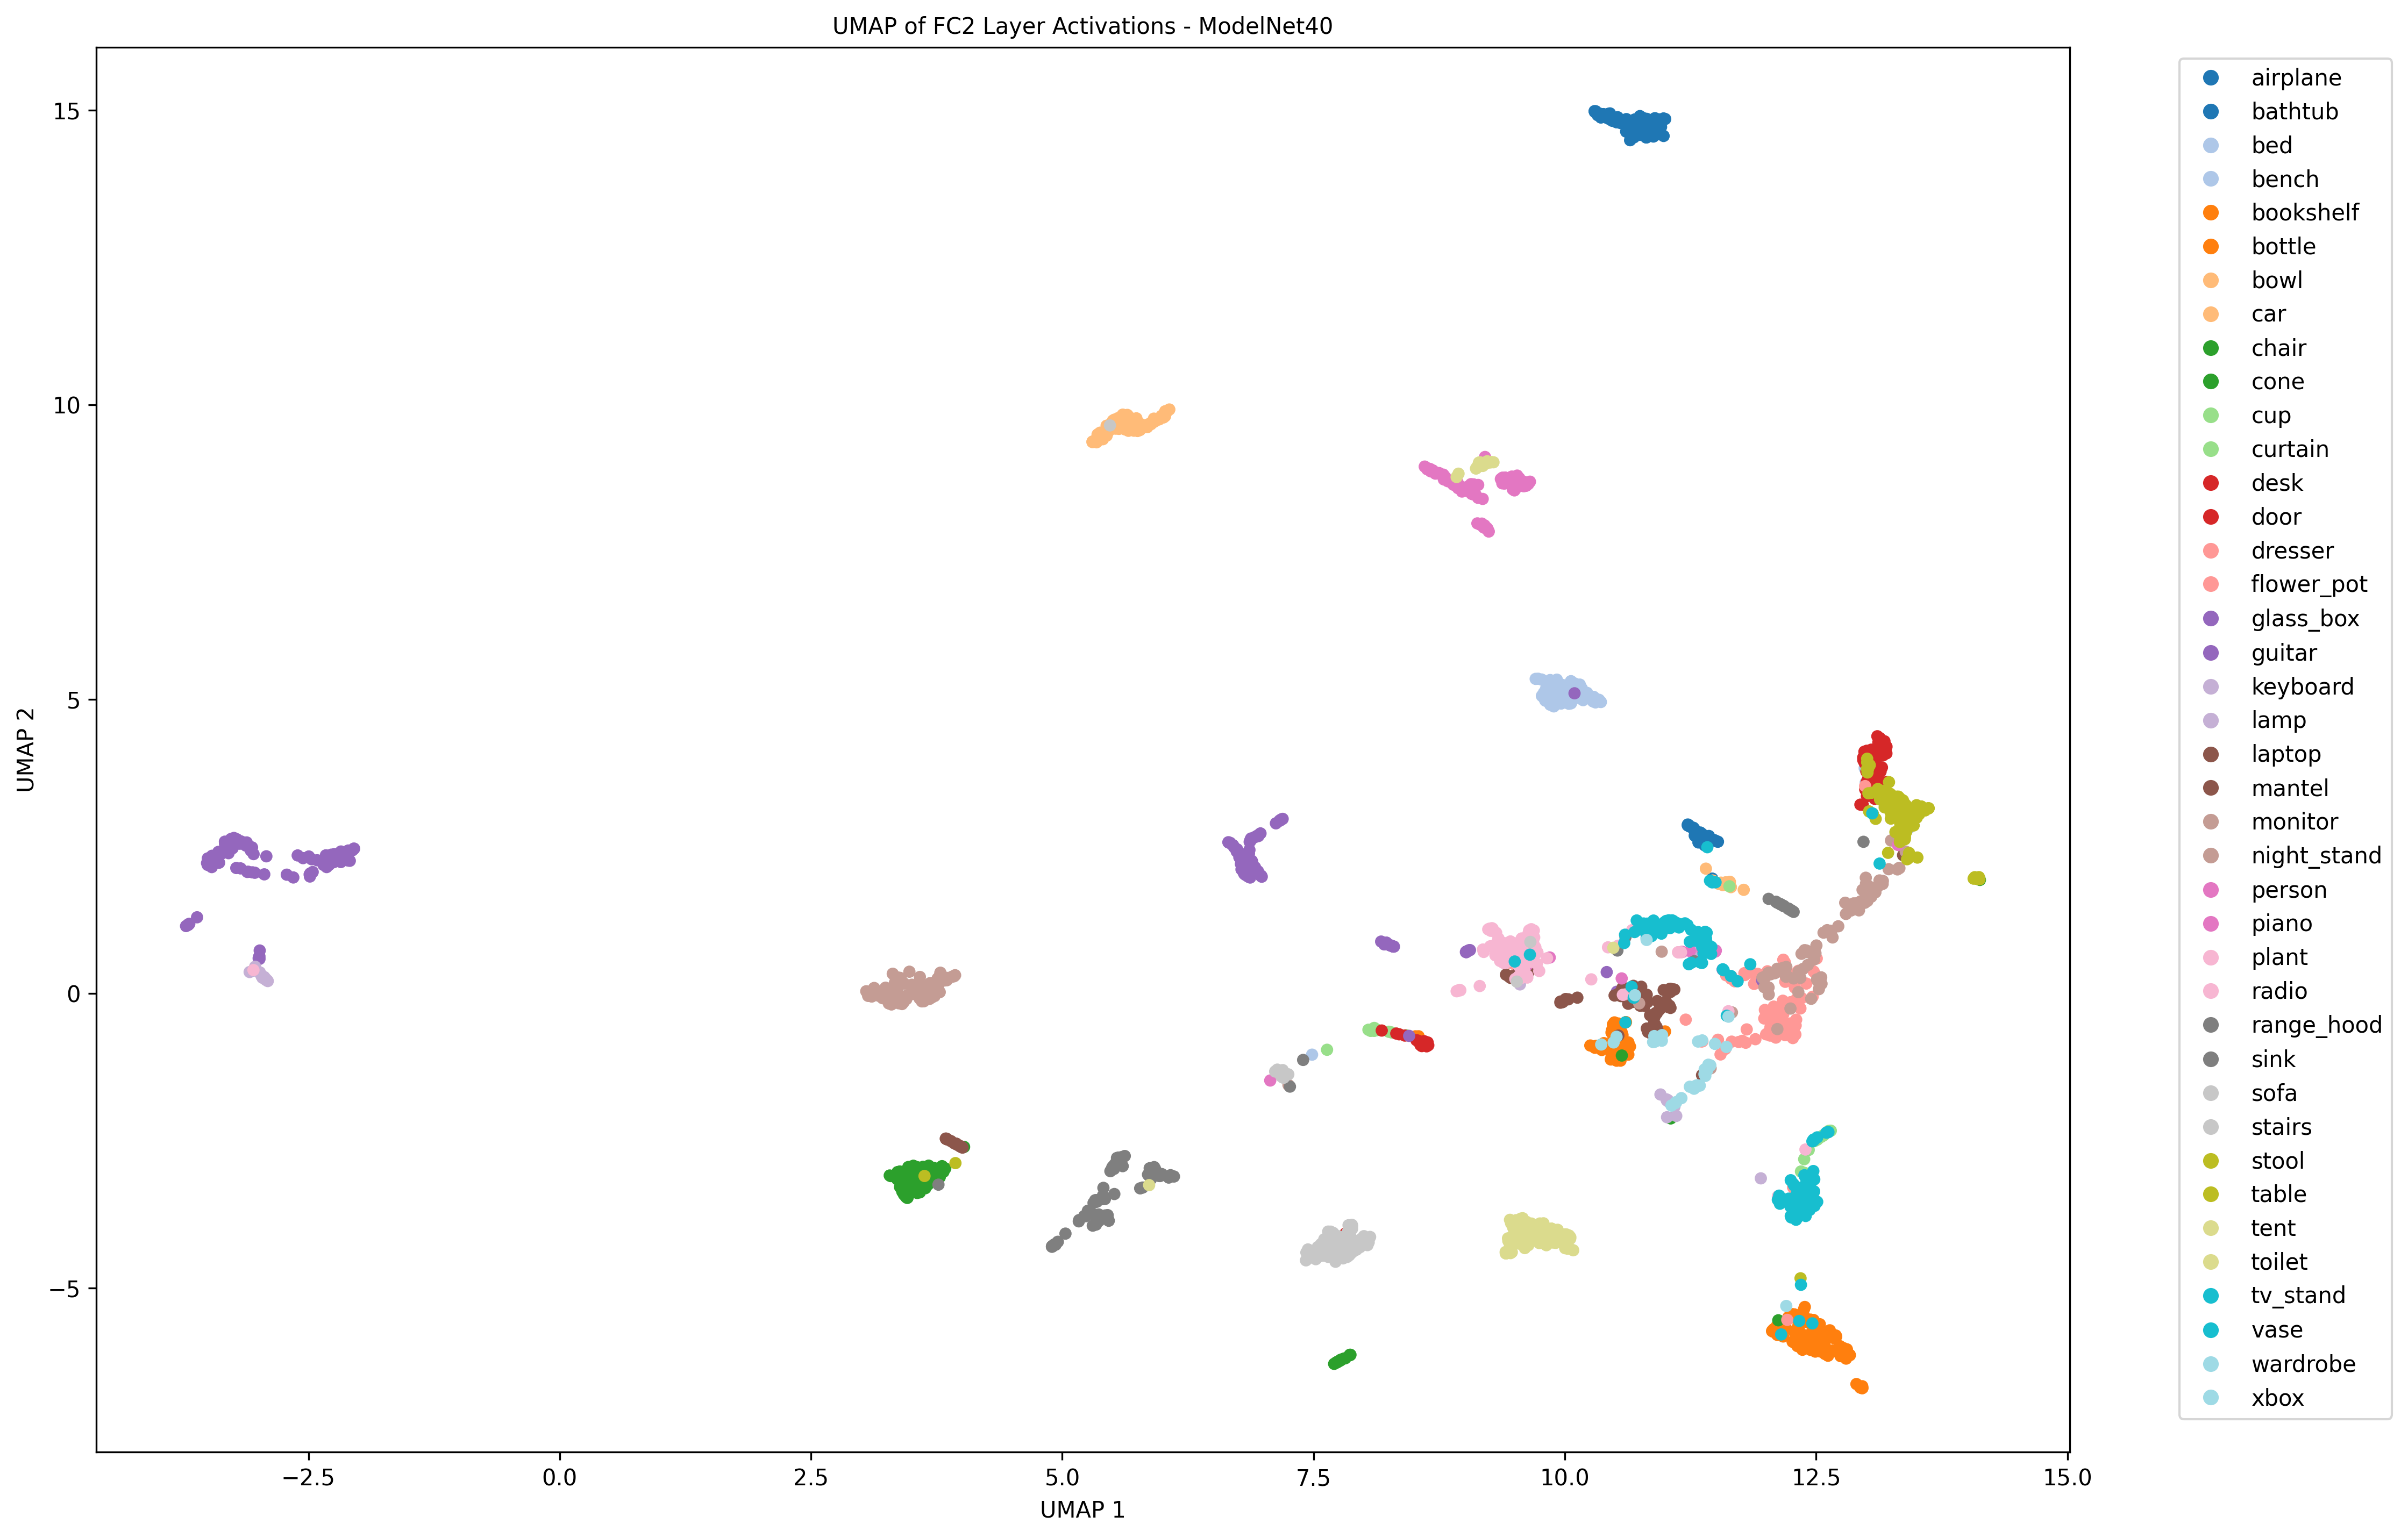 UMAP of FC2 Layer Activations - ModelNet40
15
10
5
0
−5
UMAP 2
−2.5
0.0
2.5
5.0
7.5
10.0
12.5
15.0
UMAP 1
airplane
bathtub
bed
bench
bookshelf
bottle
bowl
car
chair
cone
cup
curtain
desk
door
dresser
flower_pot
glass_box
guitar
keyboard
lamp
laptop
mantel
monitor
night_stand
person
piano
plant
radio
range_hood
sink
sofa
stairs
stool
table
tent
toilet
tv_stand
vase
wardrobe
xbox